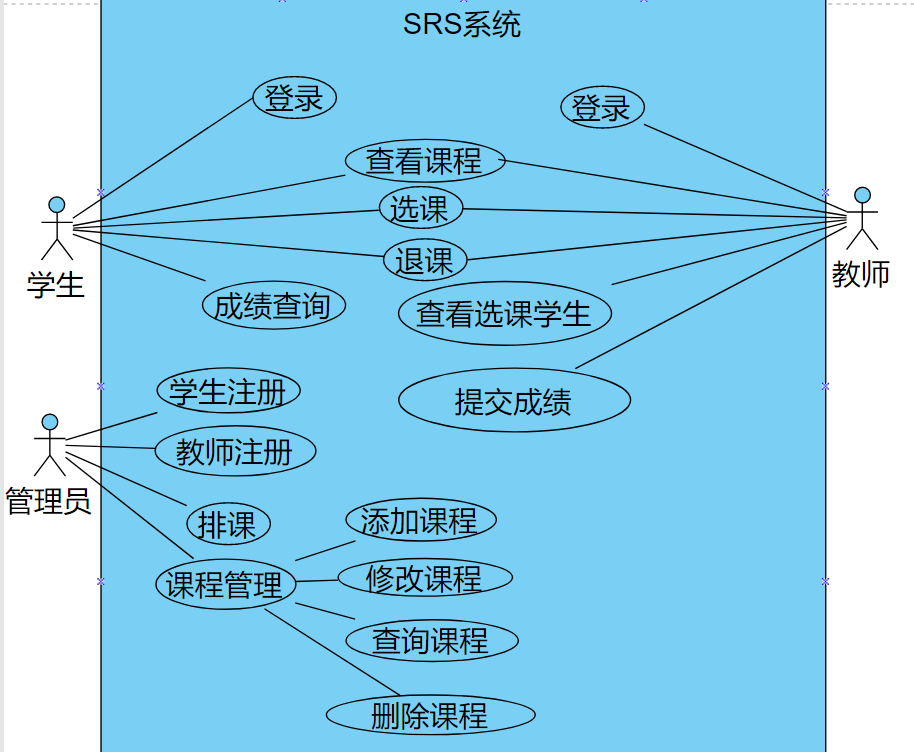 SRS系统
登录
登录
查看课程
选课
退课
学生
教师
成绩查询
查看选课学生
学生注册
提交成绩
教师注册
管理员
排课
添加课程
课程管理
修改课程
查询课程
删除课程